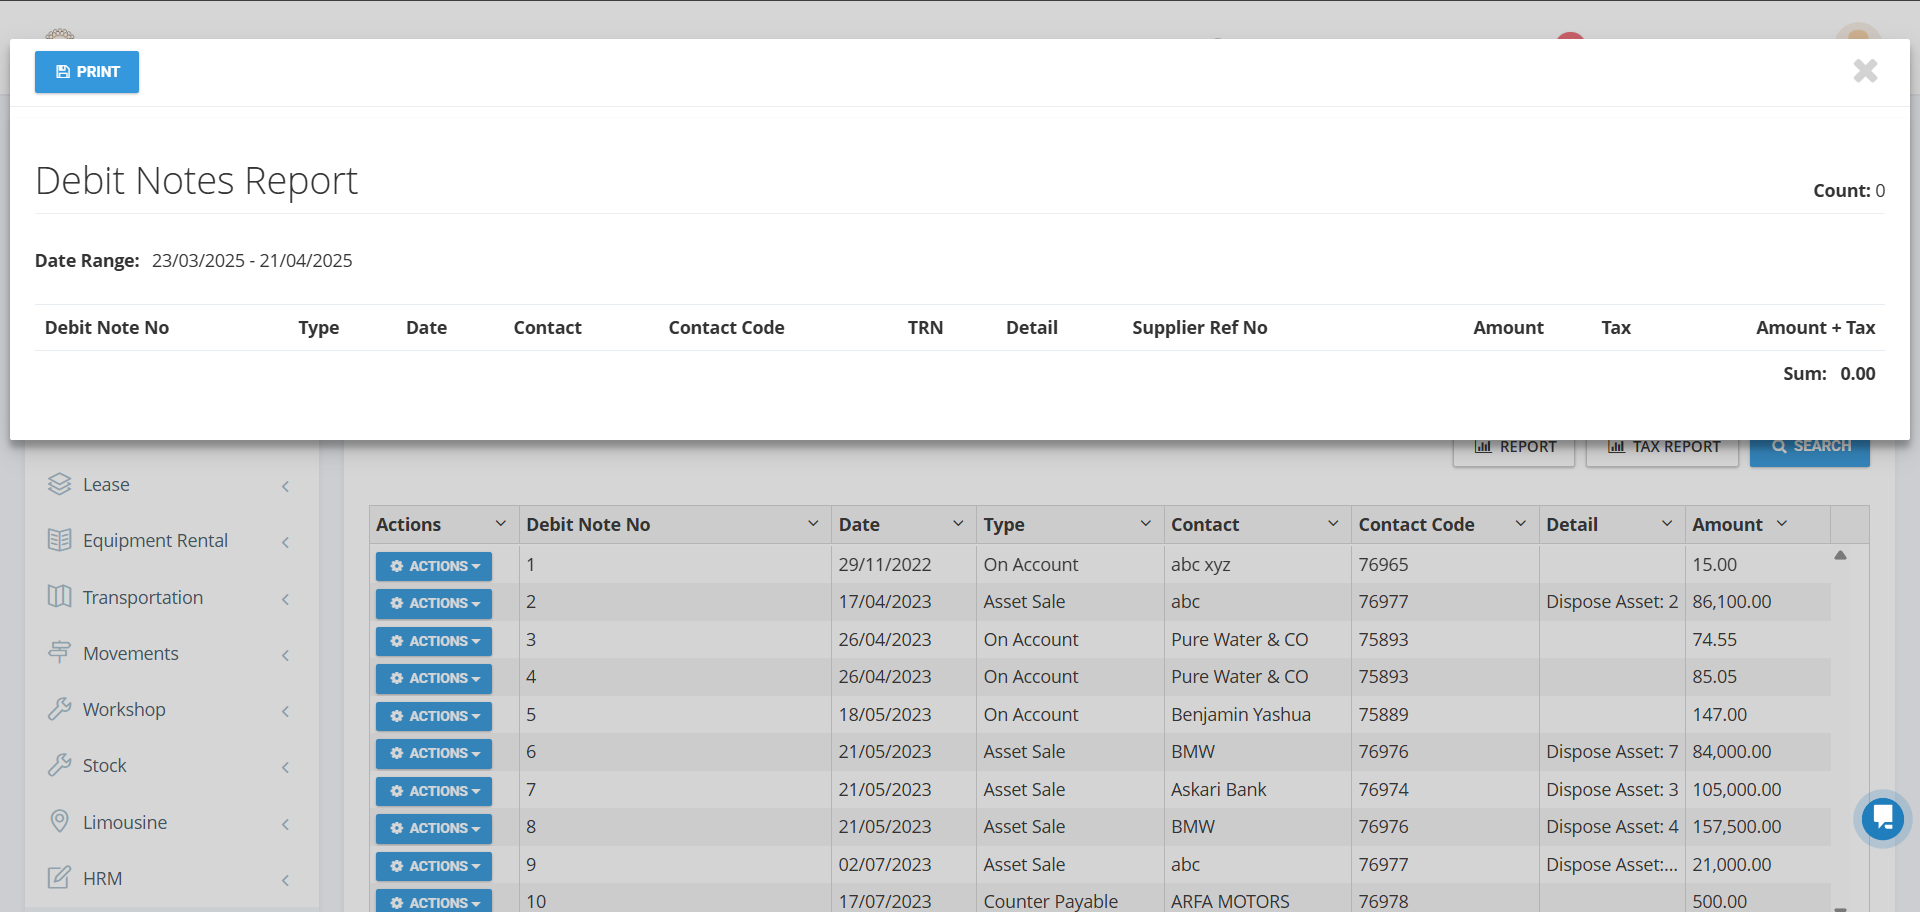 PRINT
Debit Notes Report
Count: 0
Date Range: 23/03/2025 - 21/04/2025
Debit Note No Type Date Contact Contact Code TRN Detail Supplier Ref No Amount Tax Amount + Tax
Sum: 0.00
REPORT TAX REPORT SEARCH
Lease
Equipment Rental
Transportation
Movements
Workshop
Stock
Limousine
HRM
Actions Debit Note No Date Type Contact Contact Code Detail Amount
ACTIONS 1 29/11/2022 On Account abc xyz 76965 15.00
ACTIONS 2 17/04/2023 Asset Sale abc 76977 Dispose Asset: 2 86,100.00
ACTIONS 3 26/04/2023 On Account Pure Water & CO 75893 74.55
ACTIONS 4 26/04/2023 On Account Pure Water & CO 75893 85.05
ACTIONS 5 18/05/2023 On Account Benjamin Yashua 75889 147.00
ACTIONS 6 21/05/2023 Asset Sale BMW 76976 Dispose Asset: 7 84,000.00
ACTIONS 7 21/05/2023 Asset Sale Askari Bank 76974 Dispose Asset: 3 105,000.00
ACTIONS 8 21/05/2023 Asset Sale BMW 76976 Dispose Asset: 4 157,500.00
ACTIONS 9 02/07/2023 Asset Sale abc 76977 Dispose Asset:... 21,000.00
ACTIONS 10 17/07/2023 Counter Payable ARFA MOTORS 76978 500.00